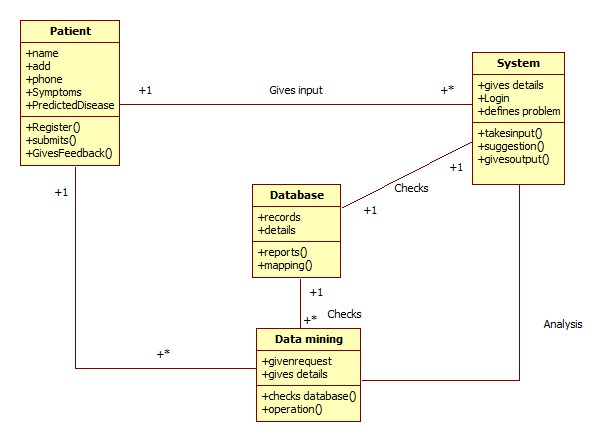 Patient
+name
+add
+phone
+Symptoms
+PredictedDisease
+Register()
+submits()
+GivesFeedback()
+1
Gives input
+*
System
+gives details
+Login
+defines problem
+takesinput()
+suggestion()
+givesoutput()
+1
Checks
+1
+1
Database
+records
+details
+reports()
+mapping()
+1
+*
Checks
Analysis
+*
Data mining
+givenrequest
+gives details
+checks database()
+operation()